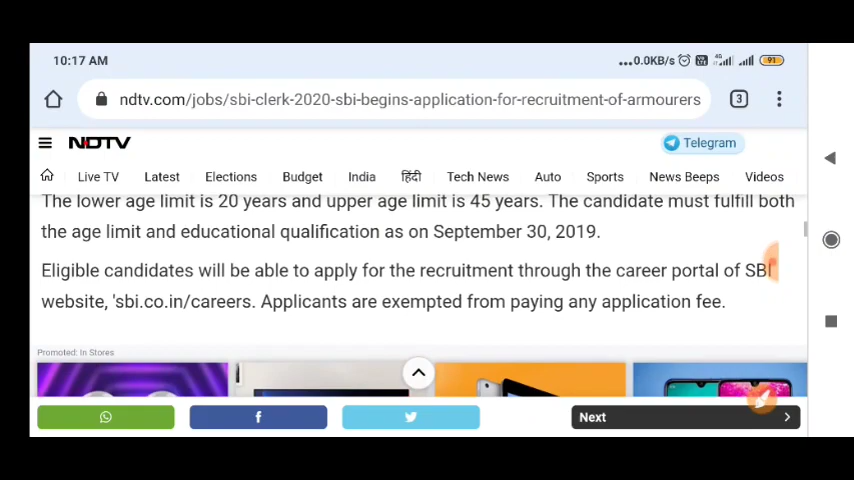 10:17 AM
...0.0KB/s 4G 91
ndtv.com/jobs/sbi-clerk-2020-sbi-begins-application-for-recruitment-of-armourers 3
NDTV Telegram
Live TV Latest Elections Budget India हिंदी Tech News Auto Sports News Beeps Videos
The lower age limit is 20 years and upper age limit is 45 years. The candidate must fulfill both
the age limit and educational qualification as on September 30, 2019.
Eligible candidates will be able to apply for the recruitment through the career portal of SBI
website, 'sbi.co.in/careers. Applicants are exempted from paying any application fee.
Promoted: In Stores
Next